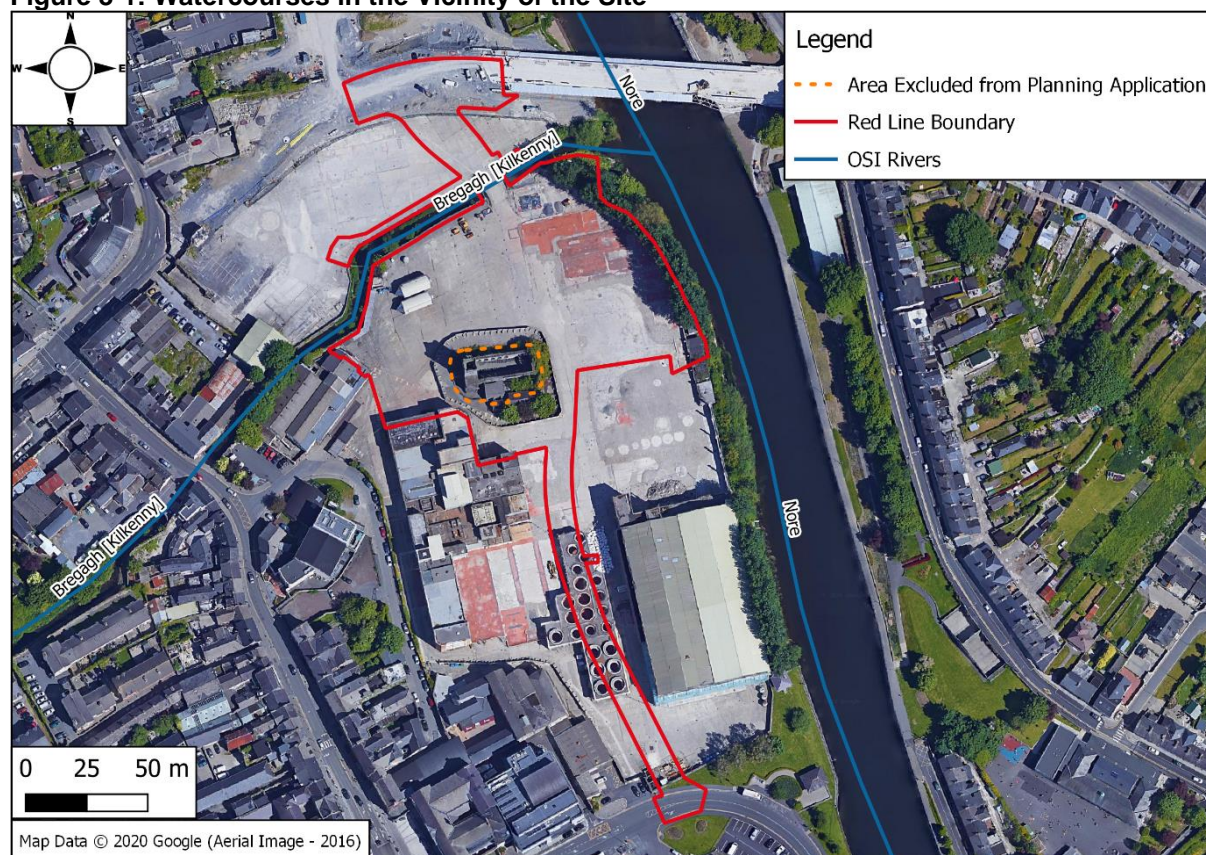 Figure 8-1: Watercourses in the Vicinity of the Site
N
W
E
S
Legend
Area Excluded from Planning Application
Red Line Boundary
OSI Rivers
Nore
Bregagh [Kilkenny]
Nore
Bregagh [Kilkenny]
0 25 50 m
Map Data © 2020 Google (Aerial Image - 2016)